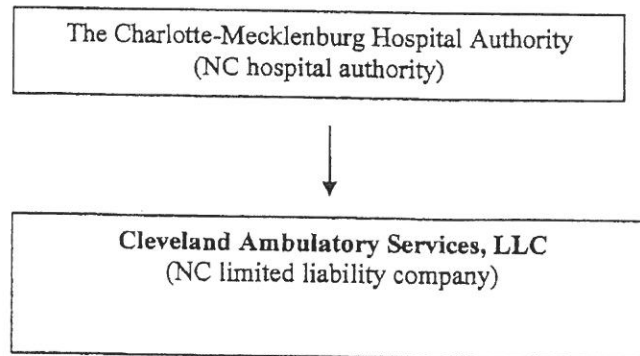 The Charlotte-Mecklenburg Hospital Authority
(NC hospital authority)
Cleveland Ambulatory Services, LLC
(NC limited liability company)